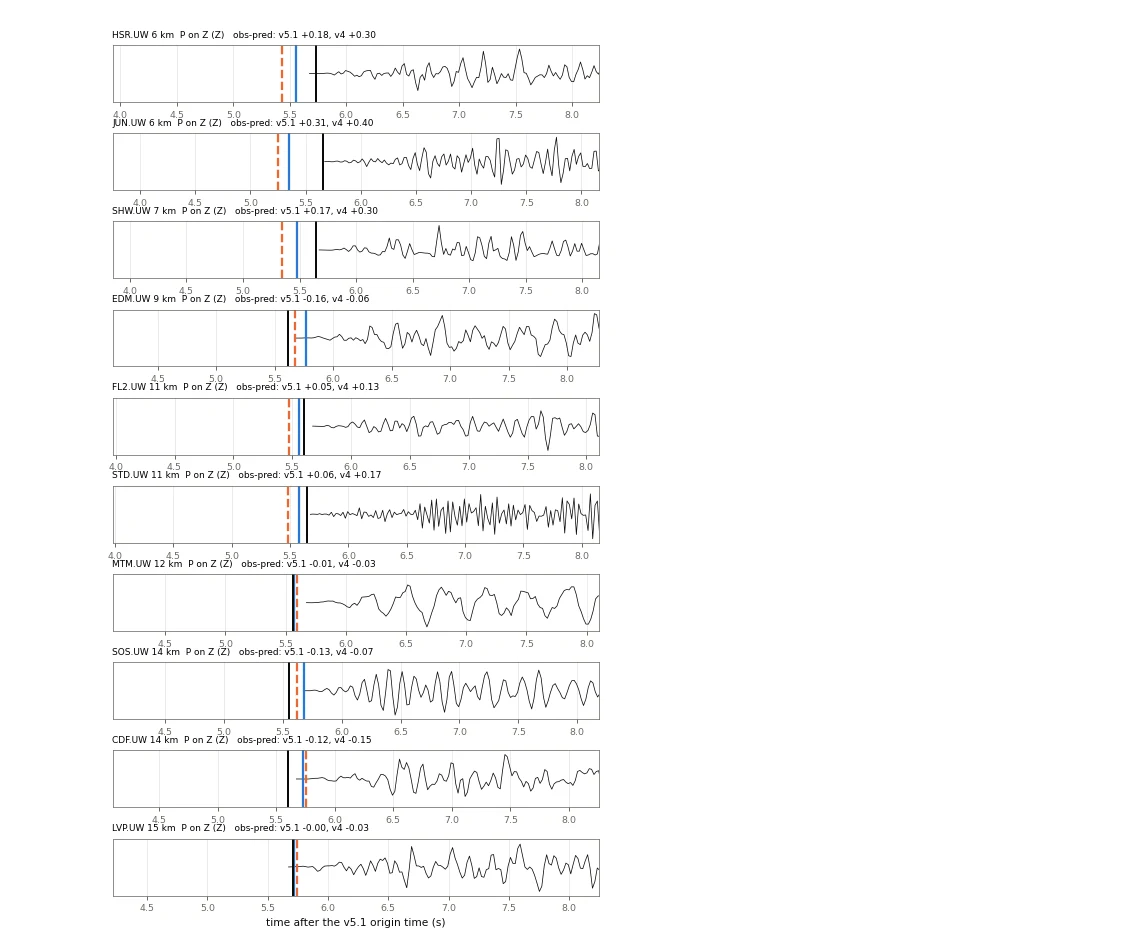 HSR.UW 6 km  P on Z (Z)   obs-pred: v5.1 +0.18, v4 +0.30
4.0 4.5 5.0 5.5 6.0 6.5 7.0 7.5 8.0
JUN.UW 6 km  P on Z (Z)   obs-pred: v5.1 +0.31, v4 +0.40
4.0 4.5 5.0 5.5 6.0 6.5 7.0 7.5 8.0
SHW.UW 7 km  P on Z (Z)   obs-pred: v5.1 +0.17, v4 +0.30
4.0 4.5 5.0 5.5 6.0 6.5 7.0 7.5 8.0
EDM.UW 9 km  P on Z (Z)   obs-pred: v5.1 -0.16, v4 -0.06
4.5 5.0 5.5 6.0 6.5 7.0 7.5 8.0
FL2.UW 11 km  P on Z (Z)   obs-pred: v5.1 +0.05, v4 +0.13
4.0 4.5 5.0 5.5 6.0 6.5 7.0 7.5 8.0
STD.UW 11 km  P on Z (Z)   obs-pred: v5.1 +0.06, v4 +0.17
4.0 4.5 5.0 5.5 6.0 6.5 7.0 7.5 8.0
MTM.UW 12 km  P on Z (Z)   obs-pred: v5.1 -0.01, v4 -0.03
4.5 5.0 5.5 6.0 6.5 7.0 7.5 8.0
SOS.UW 14 km  P on Z (Z)   obs-pred: v5.1 -0.13, v4 -0.07
4.5 5.0 5.5 6.0 6.5 7.0 7.5 8.0
CDF.UW 14 km  P on Z (Z)   obs-pred: v5.1 -0.12, v4 -0.15
4.5 5.0 5.5 6.0 6.5 7.0 7.5 8.0
LVP.UW 15 km  P on Z (Z)   obs-pred: v5.1 -0.00, v4 -0.03
4.5 5.0 5.5 6.0 6.5 7.0 7.5 8.0
time after the v5.1 origin time (s)